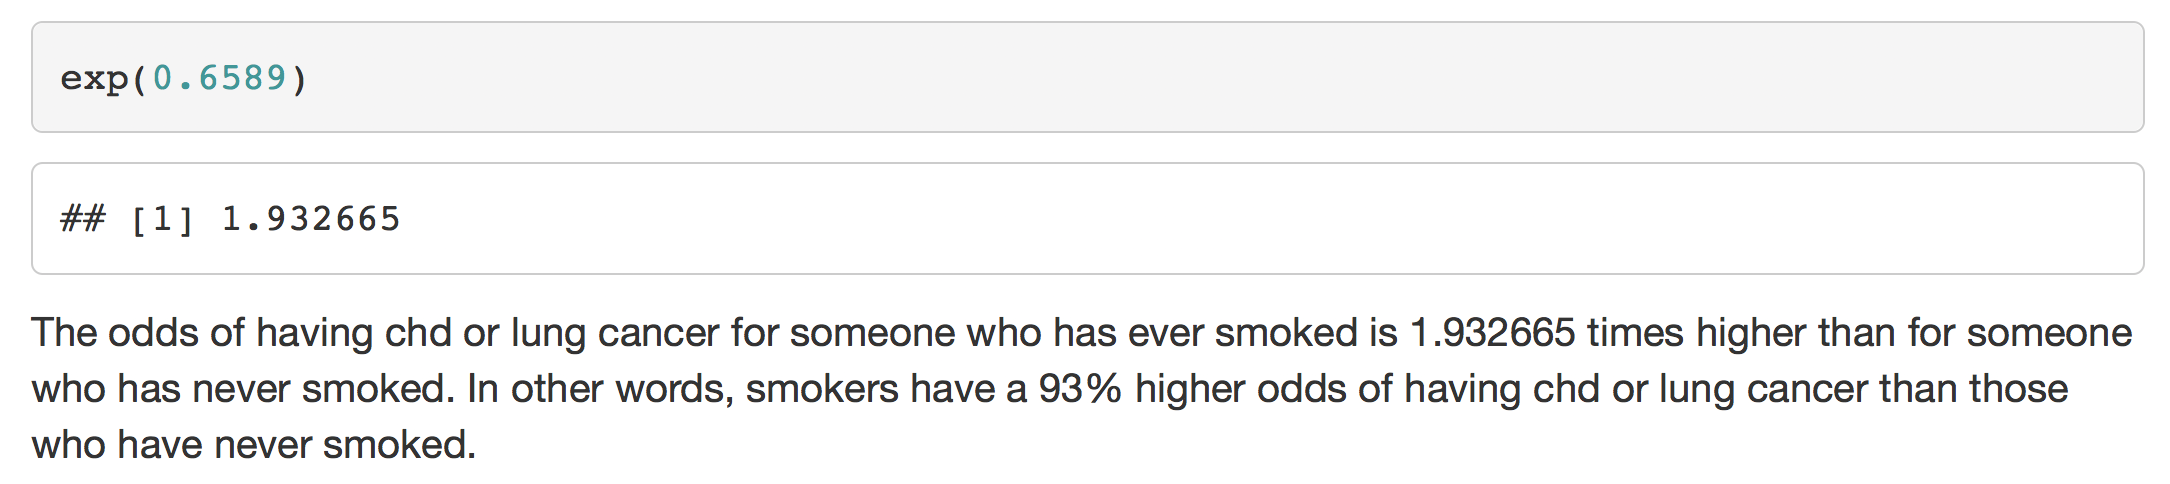 exp(0.6589)
## [1] 1.932665
The odds of having chd or lung cancer for someone who has ever smoked is 1.932665 times higher than for someone
who has never smoked. In other words, smokers have a 93% higher odds of having chd or lung cancer than those
who have never smoked.